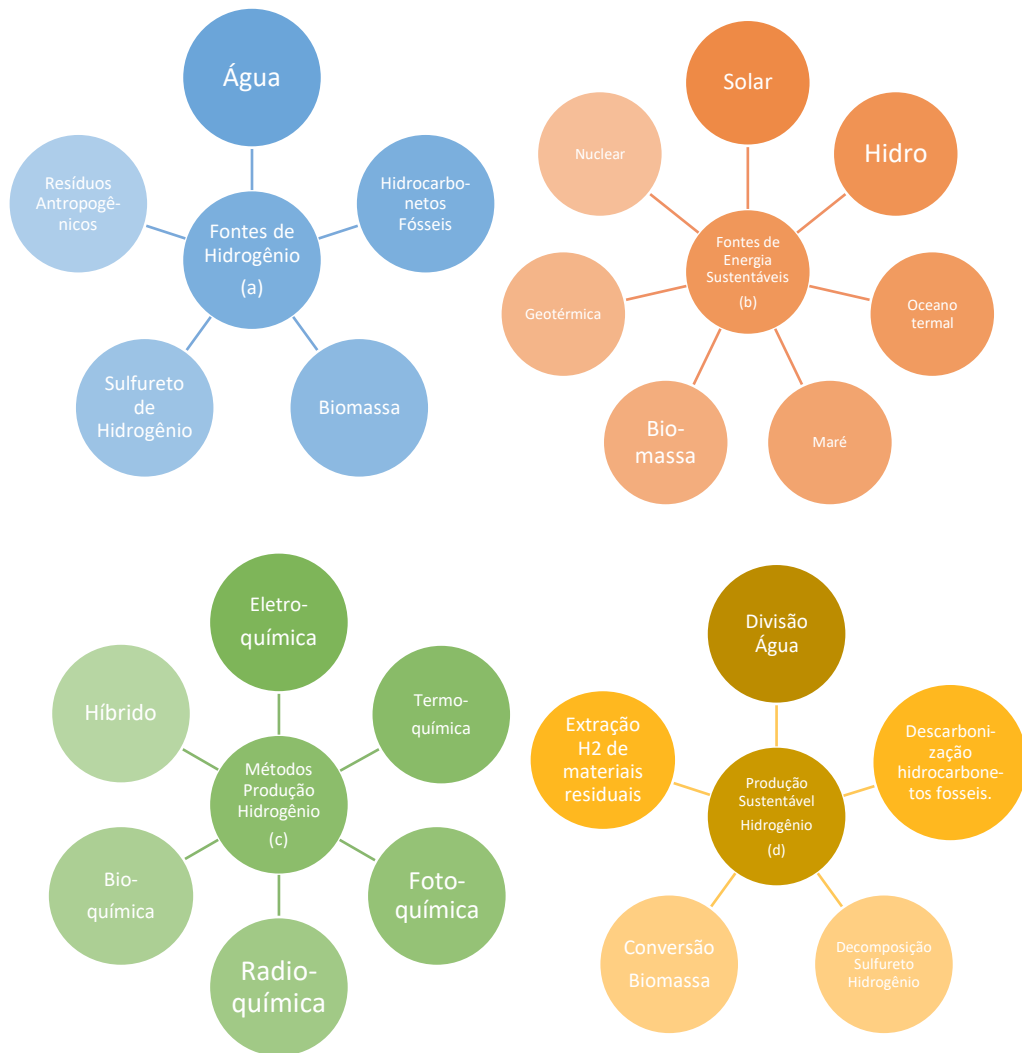 Água
Resíduos
Antropogê-
nicos
Hidrocarbo-
netos
Fósseis
Fontes de
Hidrogênio
(a)
Sulfureto
de
Hidrogênio
Biomassa
Solar
Nuclear
Hidro
Fontes de
Energia
Sustentáveis
(b)
Geotérmica
Oceano
termal
Bio-
massa
Maré
Eletro-
química
Híbrido
Termo-
química
Métodos
Produção
Hidrogênio
(c)
Bio-
química
Foto-
química
Radio-
química
Divisão
Água
Extração
H2 de
materiais
residuais
Descarboni-
zação
hidrocarbone-
tos fosseis.
Produção
Sustentável
Hidrogênio
(d)
Conversão
Biomassa
Decomposição
Sulfureto
Hidrogênio